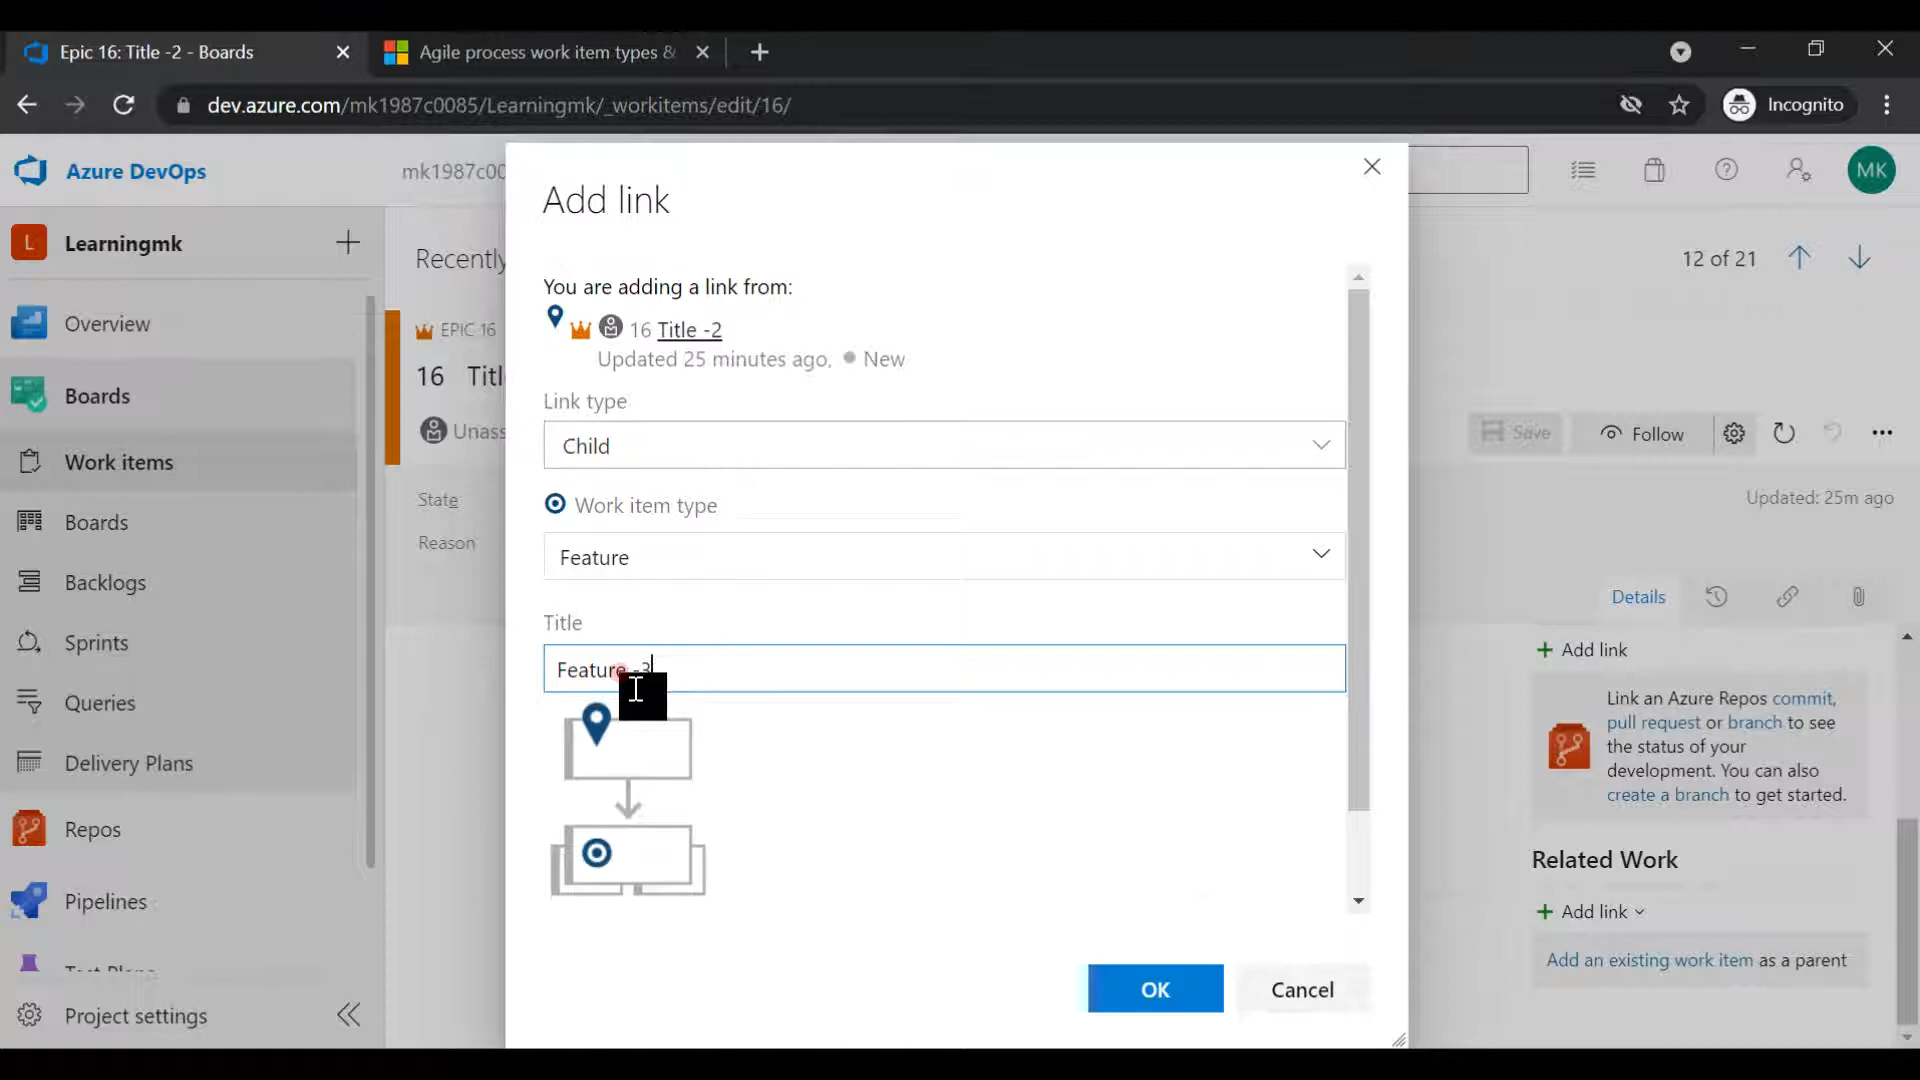 Epic 16: Title -2 - Boards
Agile process work item types &
dev.azure.com/mk1987c0085/Learningmk/_workitems/edit/16/
Incognito
Azure DevOps
mk1987c00
MK
L
Learningmk
Overview
Boards
Work items
Boards
Backlogs
Sprints
Queries
Delivery Plans
Repos
Pipelines
Project settings
Recently
12 of 21
EPIC 16
16 Titl
Unass
State
Reason
Save
Follow
Updated: 25m ago
Details
Add link
You are adding a link from:
16 Title -2
Updated 25 minutes ago, New
Link type
Child
Work item type
Feature
Title
Feature -3
OK
Cancel
Add link
Link an Azure Repos commit,
pull request or branch to see
the status of your
development. You can also
create a branch to get started.
Related Work
Add link
Add an existing work item as a parent